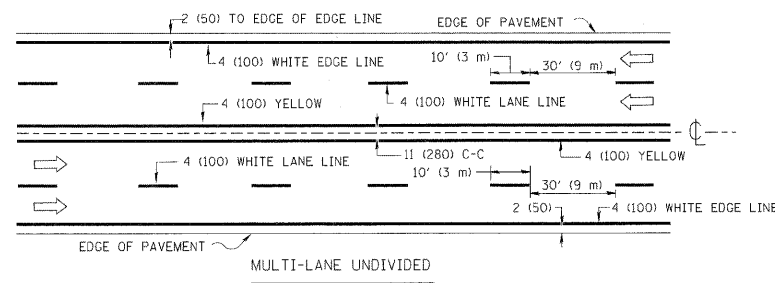 2 (50) TO EDGE OF EDGE LINE
EDGE OF PAVEMENT
4 (100) WHITE EDGE LINE
10' (3 m)
30' (9 m)
4 (100) YELLOW
4 (100) WHITE LANE LINE
CL
4 (100) WHITE LANE LINE
11 (280) C-C
4 (100) YELLOW
10' (3 m)
30' (9 m)
2 (50)
4 (100) WHITE EDGE LINE
EDGE OF PAVEMENT
MULTI-LANE UNDIVIDED